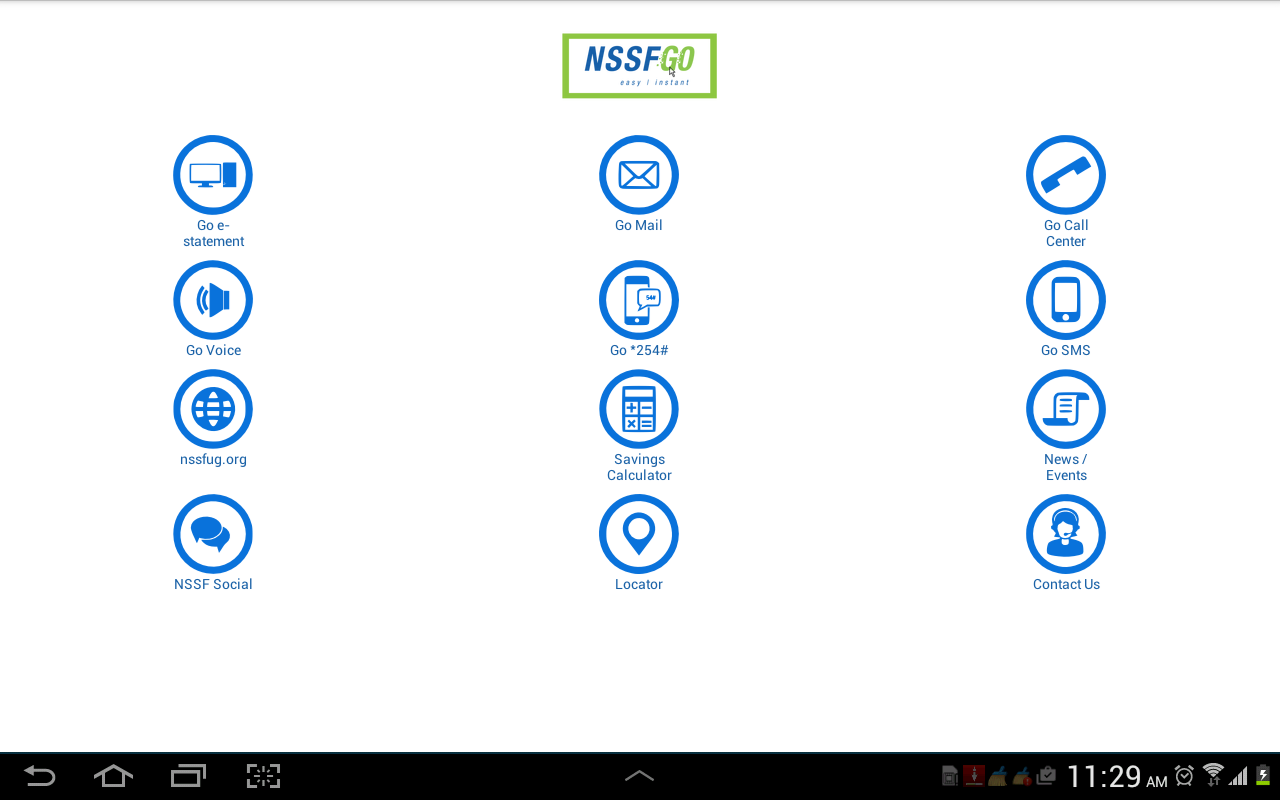 NSSFGO
easy / instant
Go e-
statement
Go Mail
Go Call
Center
Go Voice
54#
Go *254#
Go SMS
nssfug.org
Savings
Calculator
News /
Events
NSSF Social
Locator
Contact Us
11:29 AM